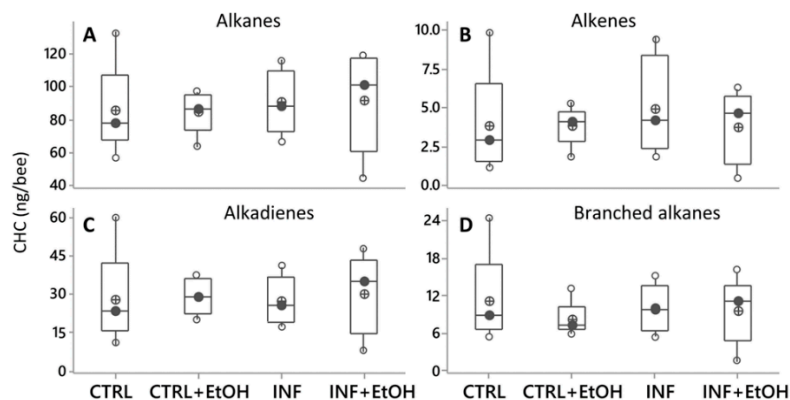 Alkanes
Alkenes
A
B
120
100
80
60
40
10.0
7.5
5.0
2.5
0.0
CHC (ng/bee)
Alkadienes
Branched alkanes
C
D
60
45
30
15
0
24
18
12
6
0
CTRL CTRL+EtOH INF INF+EtOH
CTRL CTRL+EtOH INF INF+EtOH